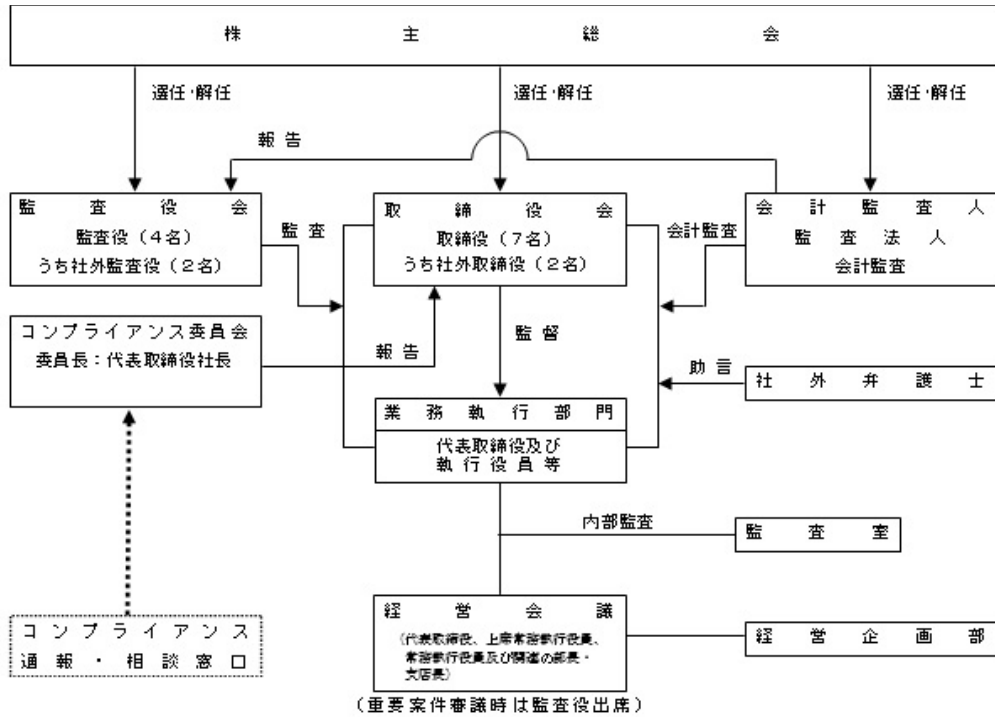 株主総会
選任・解任
選任・解任
選任・解任
報告
監査役会
監査役（４名）
うち社外監査役（２名）
監査
取締役会
取締役（７名）
うち社外取締役（２名）
会計監査
会計監査人
監査法人
会計監査
コンプライアンス委員会
委員長：代表取締役社長
報告
監督
助言
社外弁護士
業務執行部門
代表取締役及び
執行役員等
内部監査
監査室
コンプライアンス
通報・相談窓口
経営会議
（代表取締役、上席常務執行役員、
常務執行役員及び関連の部長・
支店長）
経営企画部
（重要案件審議時は監査役出席）